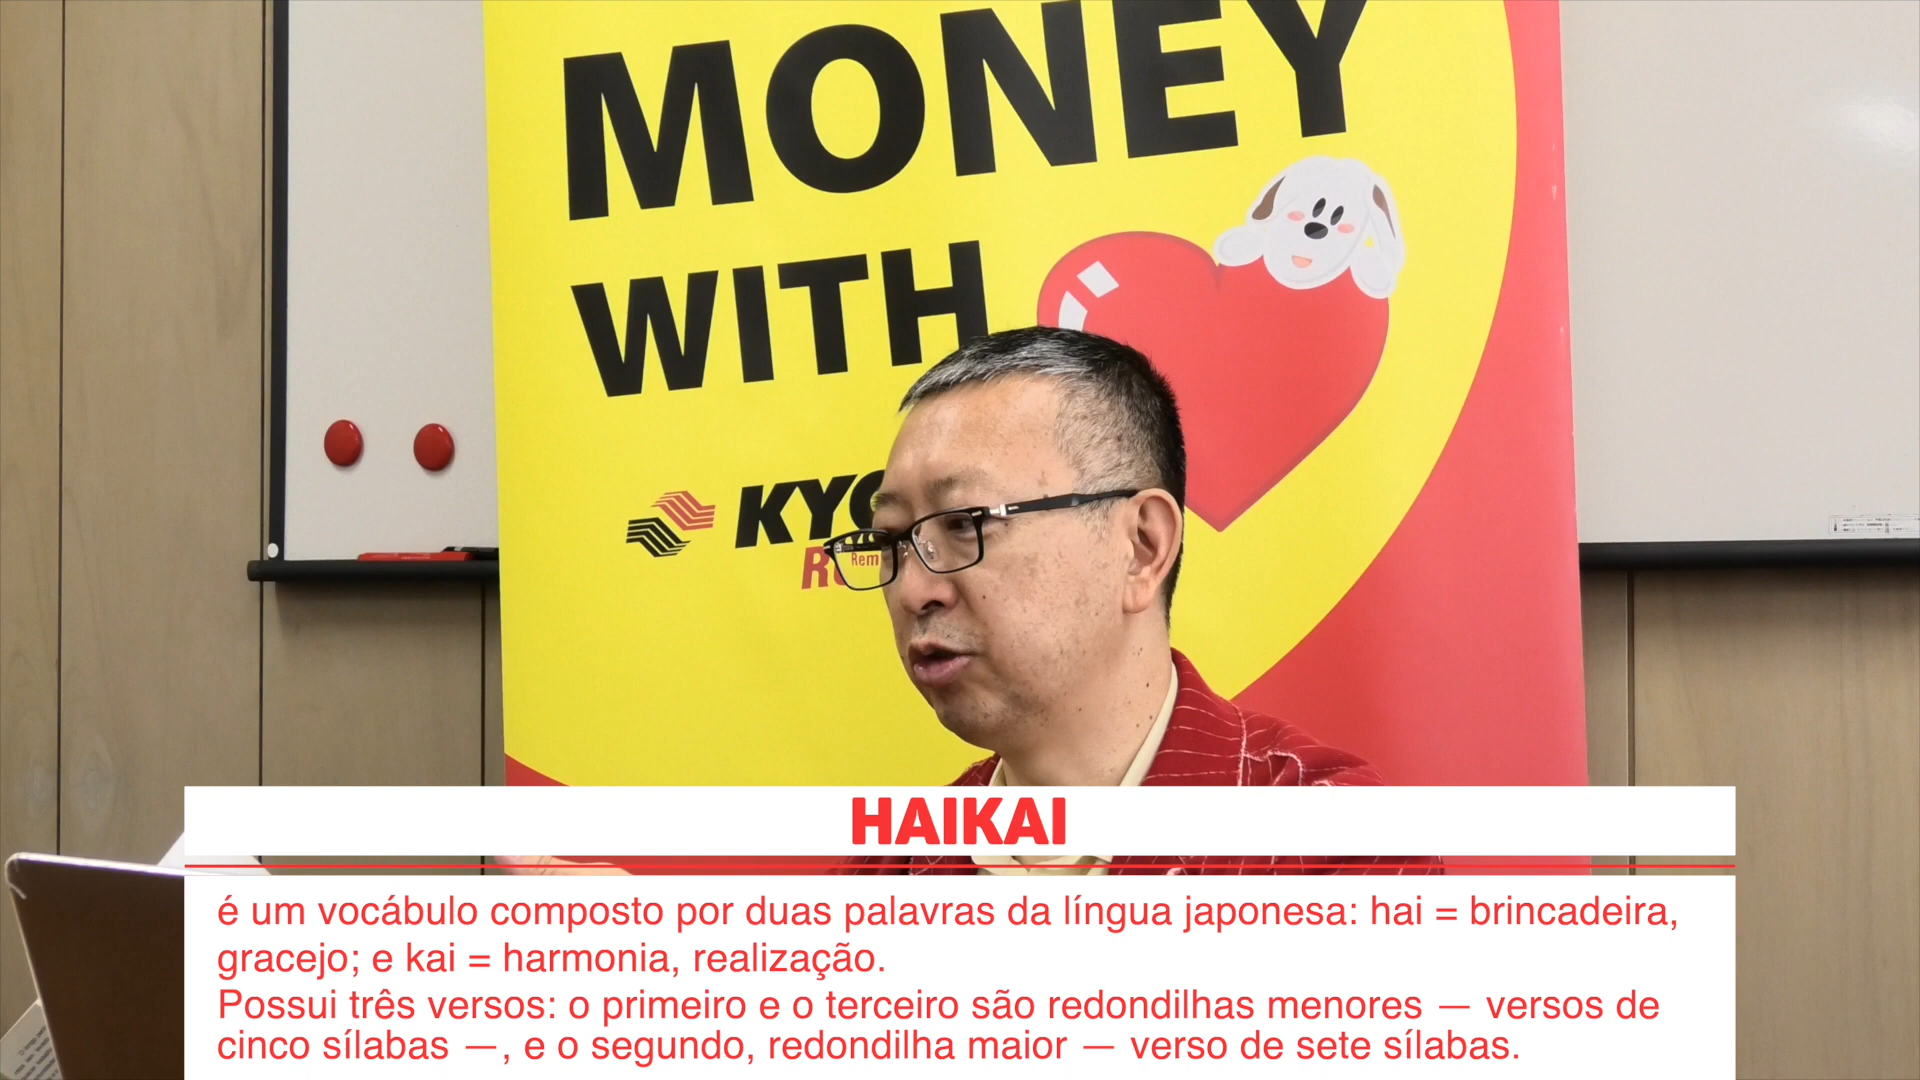 MONEY
WITH
KYO
Rem
HAIKAI
é um vocábulo composto por duas palavras da língua japonesa: hai = brincadeira,
gracejo; e kai = harmonia, realização.
Possui três versos: o primeiro e o terceiro são redondilhas menores — versos de
cinco sílabas —, e o segundo, redondilha maior — verso de sete sílabas.